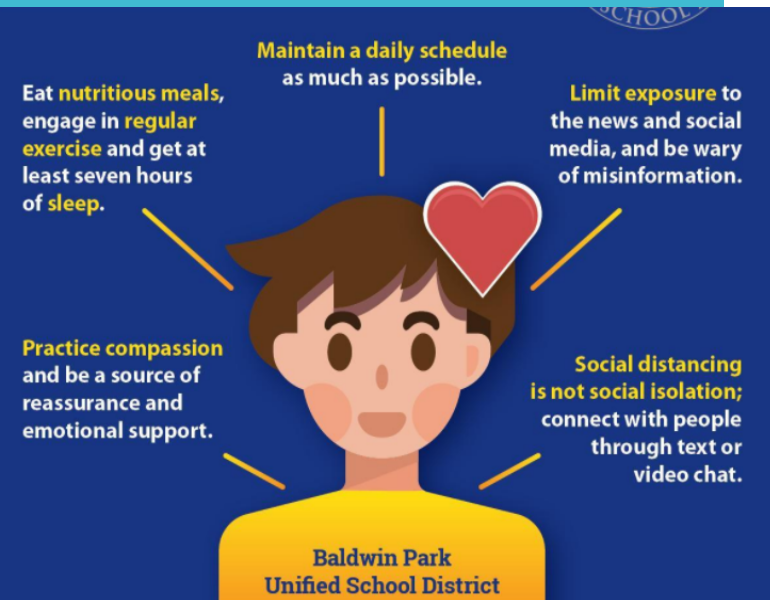 SCHOOL
Maintain a daily schedule
as much as possible.
Eat nutritious meals,
engage in regular
exercise and get at
least seven hours
of sleep.
Limit exposure to
the news and social
media, and be wary
of misinformation.
Practice compassion
and be a source of
reassurance and
emotional support.
Social distancing
is not social isolation;
connect with people
through text or
video chat.
Baldwin Park
Unified School District